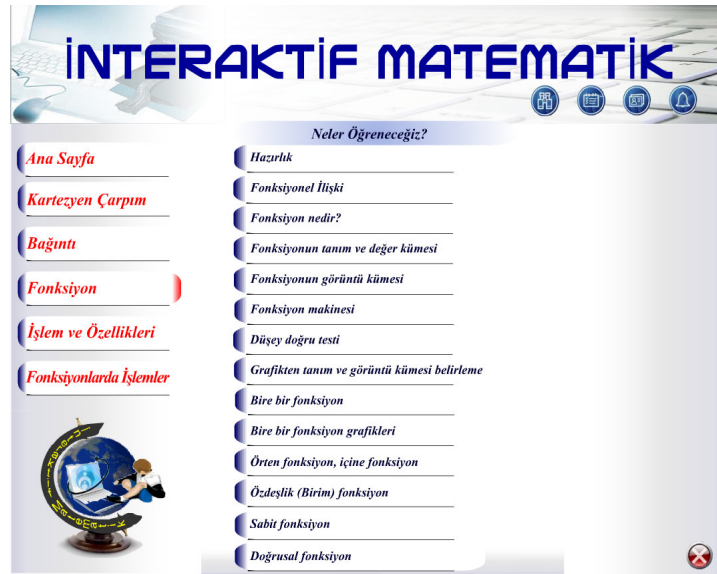 İNTERAKTİF MATEMATİK
Neler Öğreneceğiz?
Ana Sayfa
Kartezyen Çarpım
Bağıntı
Fonksiyon
İşlem ve Özellikleri
Fonksiyonlarda İşlemler
Hazırlık
Fonksiyonel İlişki
Fonksiyon nedir?
Fonksiyonun tanım ve değer kümesi
Fonksiyonun görüntü kümesi
Fonksiyon makinesi
Düşey doğru testi
Grafikten tanım ve görüntü kümesi belirleme
Bire bir fonksiyon
Bire bir fonksiyon grafikleri
Örten fonksiyon, içine fonksiyon
Özdeşlik (Birim) fonksiyon
Sabit fonksiyon
Doğrusal fonksiyon